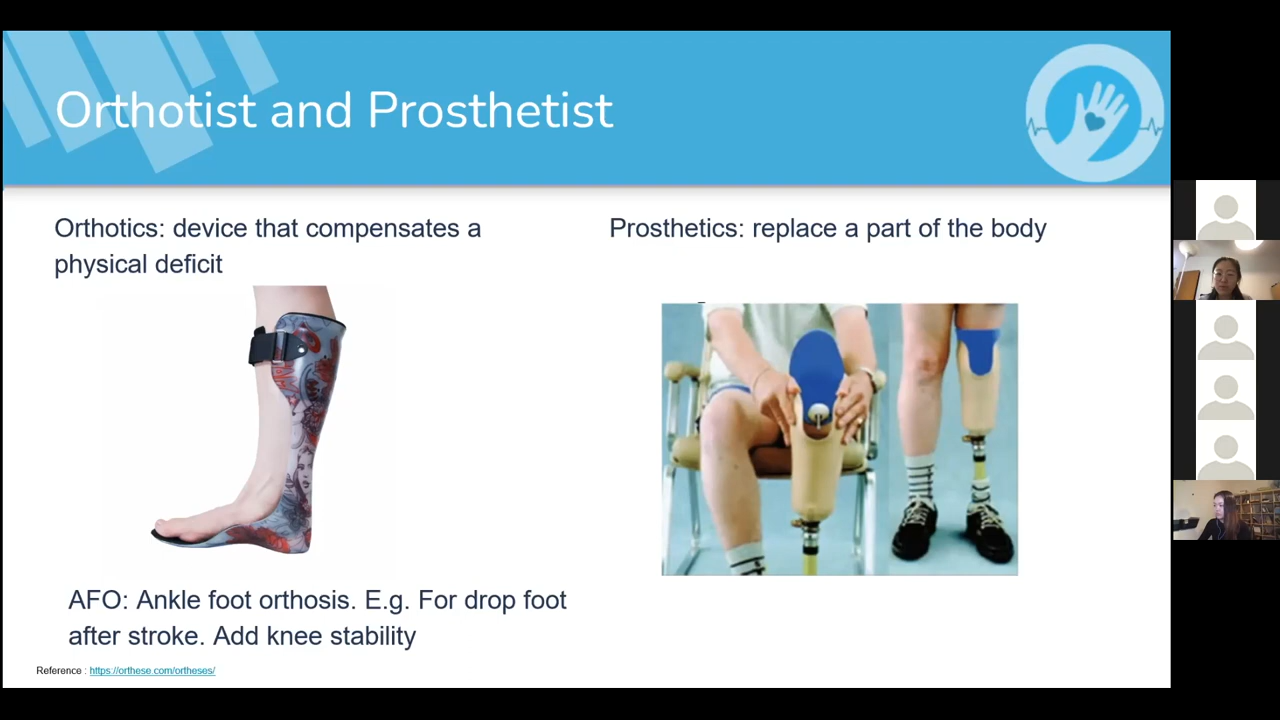 Orthotist and Prosthetist
Orthotics: device that compensates a
physical deficit
Prosthetics: replace a part of the body
AFO: Ankle foot orthosis. E.g. For drop foot
after stroke. Add knee stability
Reference : https://orthese.com/ortheses/